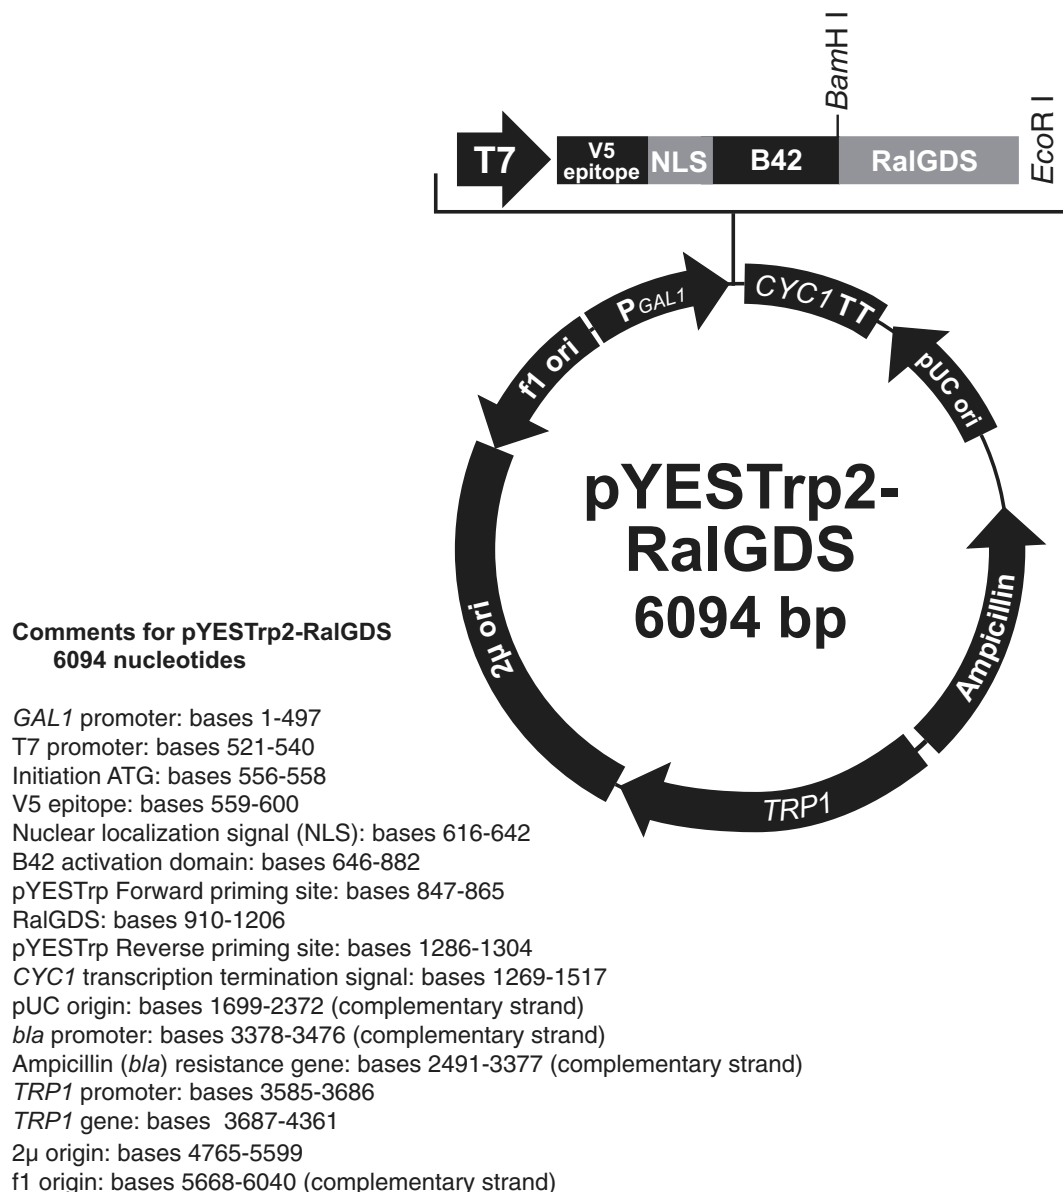 BamH I
EcoR I
T7
V5
epitope
NLS
B42
RalGDS
PGAL1
CYC1 TT
f1 ori
pUC ori
pYESTrp2-
RalGDS
6094 bp
2µ ori
Ampicillin
TRP1
Comments for pYESTrp2-RalGDS
6094 nucleotides
GAL1 promoter: bases 1-497
T7 promoter: bases 521-540
Initiation ATG: bases 556-558
V5 epitope: bases 559-600
Nuclear localization signal (NLS): bases 616-642
B42 activation domain: bases 646-882
pYESTrp Forward priming site: bases 847-865
RalGDS: bases 910-1206
pYESTrp Reverse priming site: bases 1286-1304
CYC1 transcription termination signal: bases 1269-1517
pUC origin: bases 1699-2372 (complementary strand)
bla promoter: bases 3378-3476 (complementary strand)
Ampicillin (bla) resistance gene: bases 2491-3377 (complementary strand)
TRP1 promoter: bases 3585-3686
TRP1 gene: bases 3687-4361
2µ origin: bases 4765-5599
f1 origin: bases 5668-6040 (complementary strand)